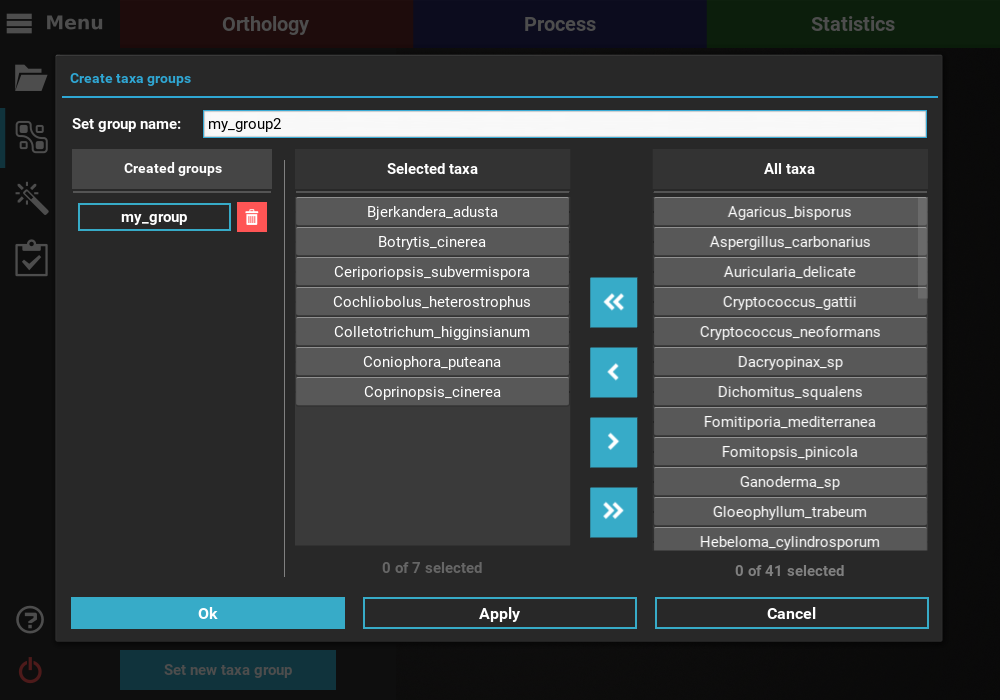 Menu
Orthology
Process
Statistics
Create taxa groups
Set group name:
my_group2
Created groups
my_group
Selected taxa
Bjerkandera_adusta
Botrytis_cinerea
Ceriporiopsis_subvermispora
Cochliobolus_heterostrophus
Colletotrichum_higginsianum
Coniophora_puteana
Coprinopsis_cinerea
0 of 7 selected
All taxa
Agaricus_bisporus
Aspergillus_carbonarius
Auricularia_delicate
Cryptococcus_gattii
Cryptococcus_neoformans
Dacryopinax_sp
Dichomitus_squalens
Fomitiporia_mediterranea
Fomitopsis_pinicola
Ganoderma_sp
Gloeophyllum_trabeum
Hebeloma_cylindrosporum
0 of 41 selected
Ok
Apply
Cancel
Set new taxa group